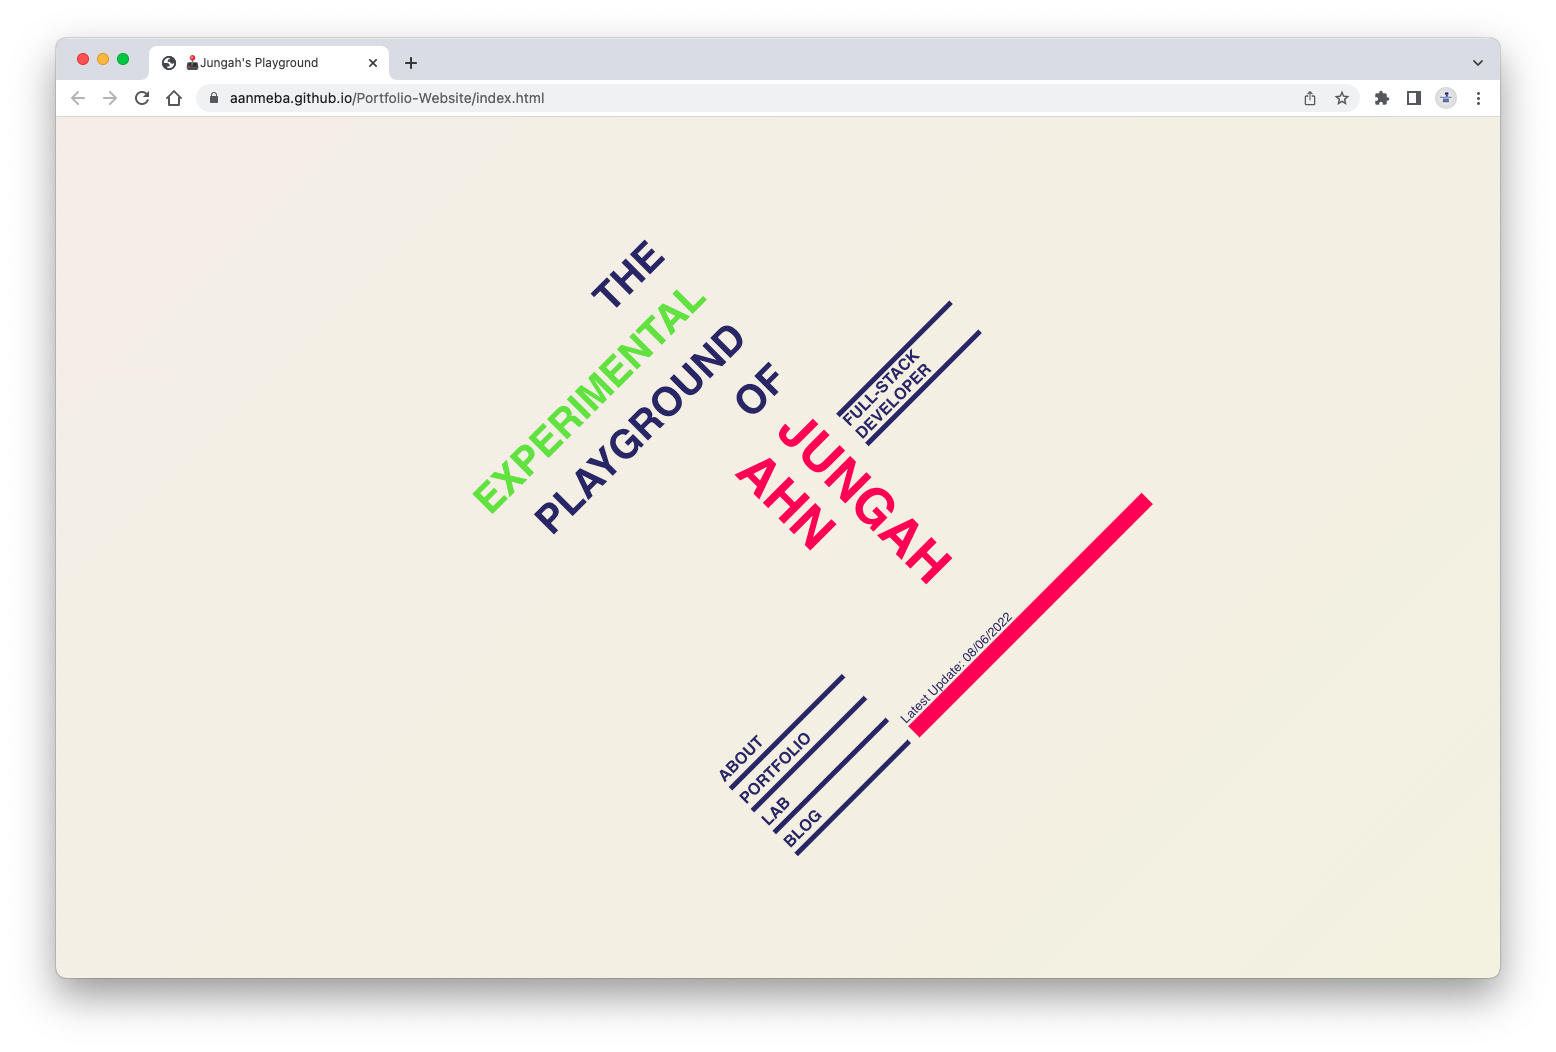 Jungah's Playground
aanmeba.github.io/Portfolio-Website/index.html
THE
EXPERIMENTAL
PLAYGROUND
OF
JUNGAH
AHN
FULL-STACK
DEVELOPER
Latest Update: 08/06/2022
ABOUT
PORTFOLIO
LAB
BLOG